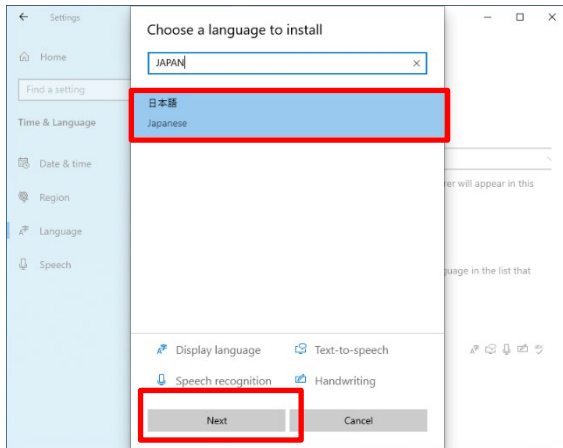 Settings
Choose a language to install
Home
JAPAN
Find a setting
日本語
Japanese
Time & Language
Date & time
Region
rer will appear in this
Language
Speech
guage in the list that
Display language
Text-to-speech
Speech recognition
Handwriting
Next
Cancel